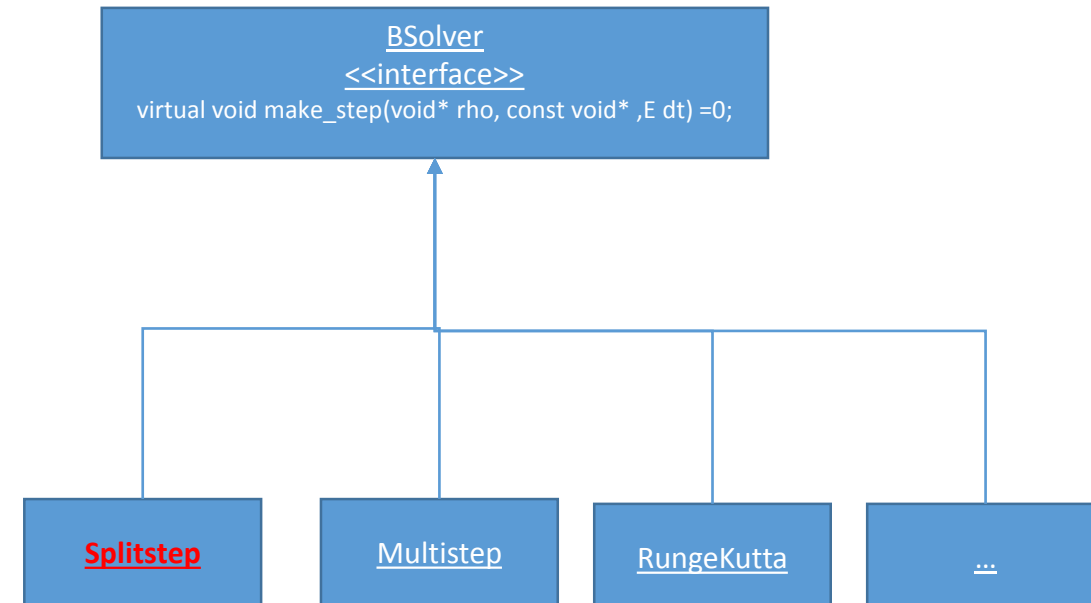 BSolver
<<interface>>
virtual void make_step(void* rho, const void* ,E dt) =0;
Splitstep
Multistep
RungeKutta
...